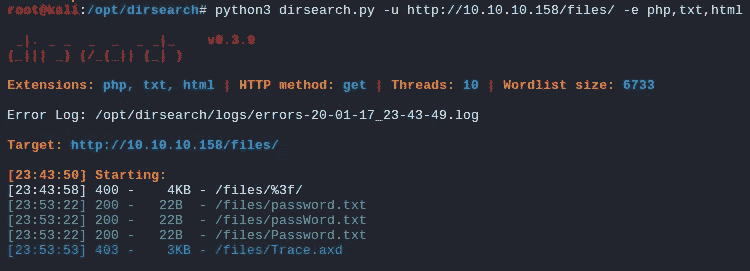 root@kali:/opt/dirsearch# python3 dirsearch.py -u http://10.10.10.158/files/ -e php,txt,html
_|. _ _  _  _  _ _|_    v0.3.9
(_||| _) (/_(_|| (_| )
Extensions: php, txt, html | HTTP method: get | Threads: 10 | Wordlist size: 6733
Error Log: /opt/dirsearch/logs/errors-20-01-17_23-43-49.log
Target: http://10.10.10.158/files/
[23:43:50] Starting:
[23:43:58] 400 -    4KB - /files/%3f/
[23:53:22] 200 -   22B  - /files/passWord.txt
[23:53:22] 200 -   22B  - /files/passWord.txt
[23:53:22] 200 -   22B  - /files/Password.txt
[23:53:53] 403 -    3KB - /files/Trace.axd